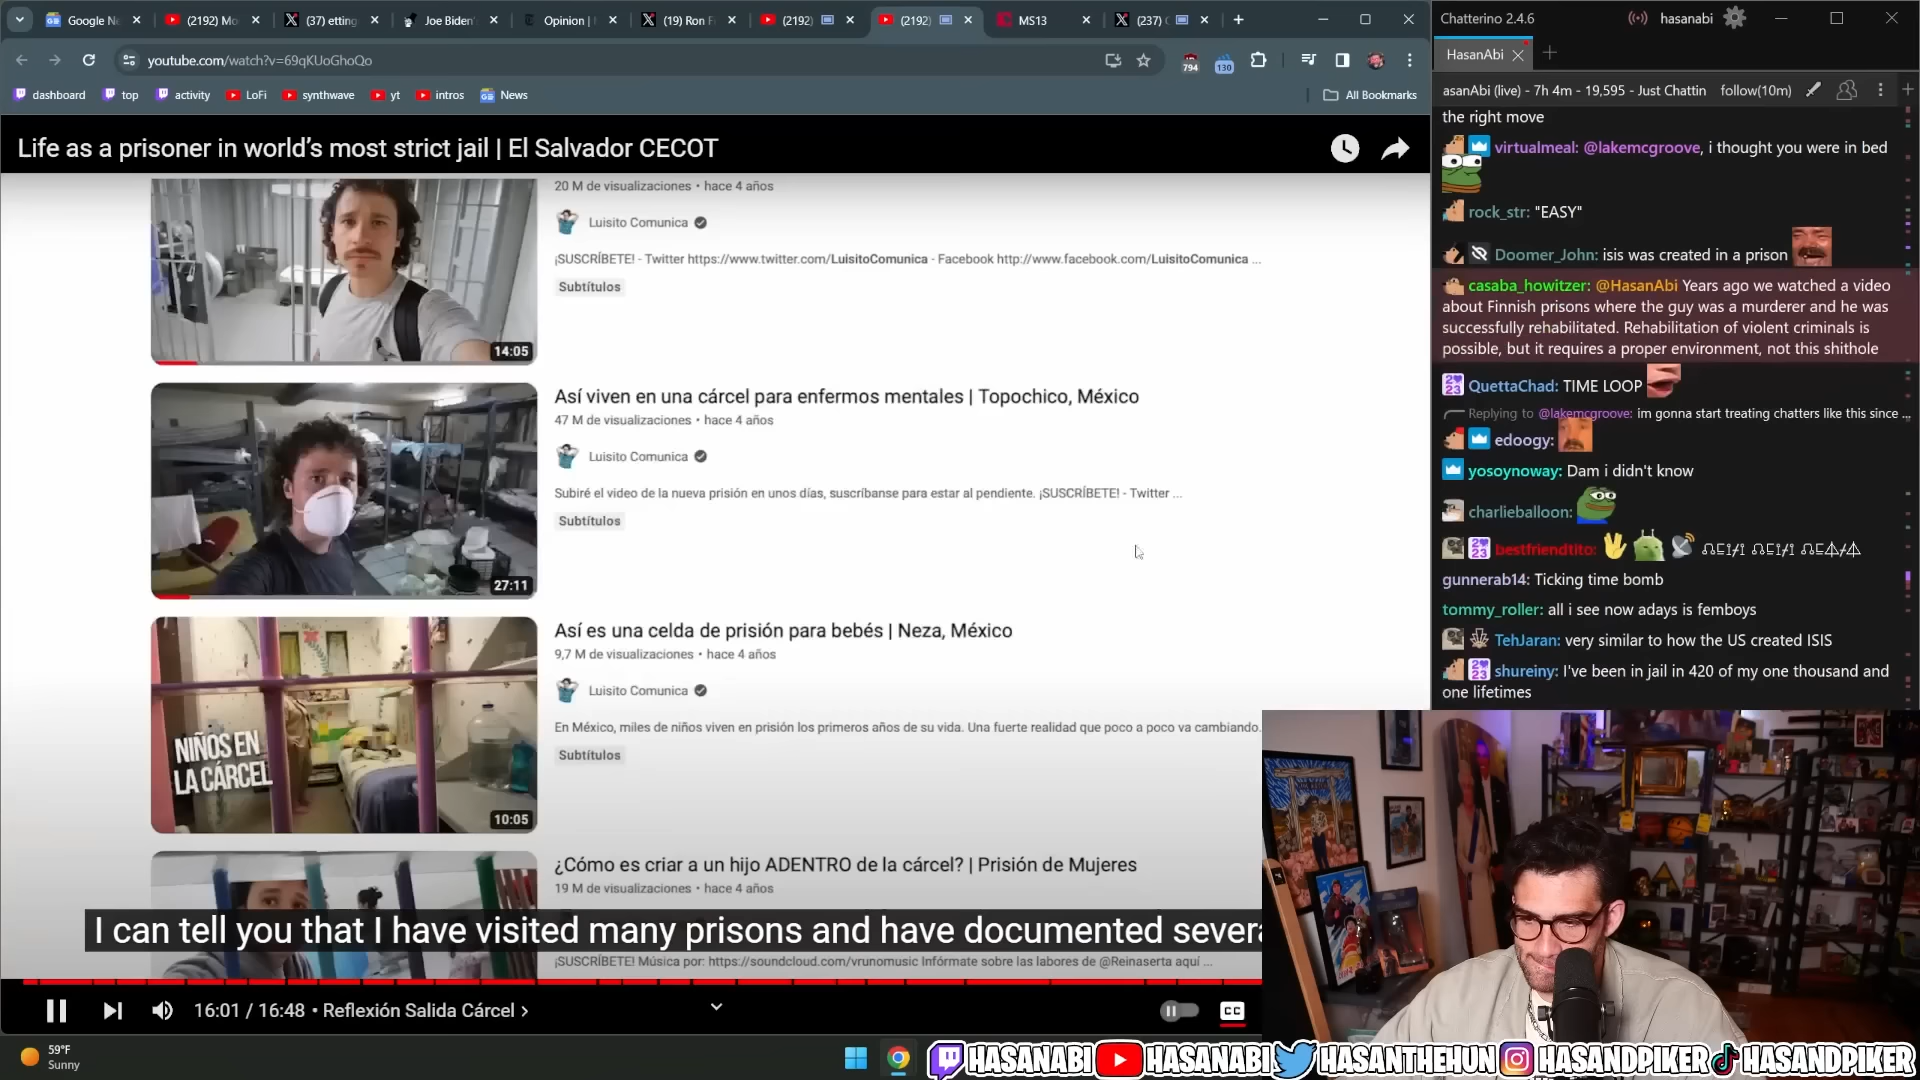 Google N
(2192) Mo
(37) etting
Joe Biden'
Opinion |
(19) Ron F
(2192)
(2192)
MS13
(237)
youtube.com/watch?v=69qKUoGhoQo
794
130
dashboard
top
activity
LoFi
synthwave
yt
intros
News
All Bookmarks
Life as a prisoner in world's most strict jail | El Salvador CECOT
20 M de visualizaciones • hace 4 años
Luisito Comunica
¡SUSCRÍBETE! - Twitter https://www.twitter.com/LuisitoComunica - Facebook http://www.facebook.com/LuisitoComunica ...
Subtítulos
14:05
Así viven en una cárcel para enfermos mentales | Topochico, México
47 M de visualizaciones • hace 4 años
Luisito Comunica
Subiré el video de la nueva prisión en unos días, suscríbanse para estar al pendiente. ¡SUSCRÍBETE! - Twitter ...
Subtítulos
27:11
Así es una celda de prisión para bebés | Neza, México
9,7 M de visualizaciones • hace 4 años
Luisito Comunica
En México, miles de niños viven en prisión los primeros años de su vida. Una fuerte realidad que poco a poco va cambiando.
Subtítulos
NIÑOS EN
LA CÁRCEL
10:05
¿Cómo es criar a un hijo ADENTRO de la cárcel? | Prisión de Mujeres
19 M de visualizaciones • hace 4 años
I can tell you that I have visited many prisons and have documented severa
¡SUSCRÍBETE! Música por: https://soundcloud.com/vrunomusic Infórmate sobre las labores de @Reinaserta aquí ...
16:01 / 16:48 • Reflexión Salida Cárcel >
CC
59°F
Sunny
Chatterino 2.4.6
hasanabi
HasanAbi
asanAbi (live) - 7h 4m - 19,595 - Just Chattin
follow(10m)
the right move
virtualmeal: @lakemcgroove, i thought you were in bed
rock_str: "EASY"
Doomer_John: isis was created in a prison
casaba_howitzer: @HasanAbi Years ago we watched a video
about Finnish prisons where the guy was a murderer and he was
successfully rehabilitated. Rehabilitation of violent criminals is
possible, but it requires a proper environment, not this shithole
QuettaChad: TIME LOOP
Replying to @lakemcgroove: im gonna start treating chatters like this since ...
edoogy:
yosoynoway: Dam i didn't know
charlieballoon:
bestfriendtito:
gunnerab14: Ticking time bomb
tommy_roller: all i see now adays is femboys
TehJaran: very similar to how the US created ISIS
shureiny: I've been in jail in 420 of my one thousand and
one lifetimes
HASANABI
HASANABI
HASANTHEHUN
HASANDPIKER
HASANDPIKER